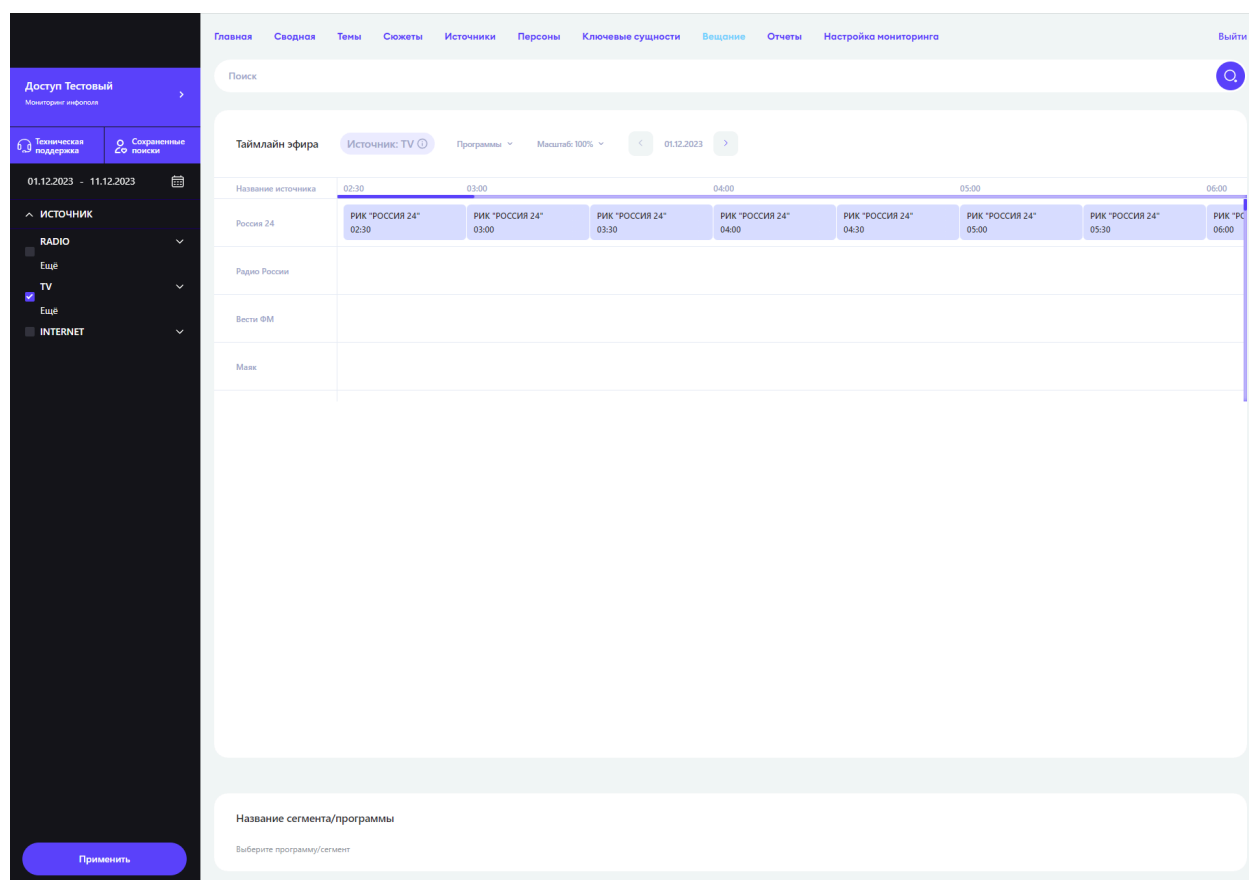 Главная Сводная Темы Сюжеты Источники Персоны Ключевые сущности Вещание Отчеты Настройка мониторинга Выйти
Поиск
Доступ Тестовый
Мониторинг инфополя
Техническая поддержка
Сохраненные поиски
01.12.2023 - 11.12.2023
ИСТОЧНИК
RADIO
Ещё
TV
Ещё
INTERNET
Применить
Таймлайн эфира Источник: TV Программы Масштаб: 100% 01.12.2023
Название источника 02:30 03:00 04:00 05:00 06:00
Россия 24
РИК "РОССИЯ 24" РИК "РОССИЯ 24" РИК "РОССИЯ 24" РИК "РОССИЯ 24" РИК "РОССИЯ 24" РИК "РОССИЯ 24" РИК "РОССИЯ 24" РИК "РС
02:30 03:00 03:30 04:00 04:30 05:00 05:30 06:00
Радио России
Вести ФМ
Маяк
Название сегмента/программы
Выберите программу/сегмент